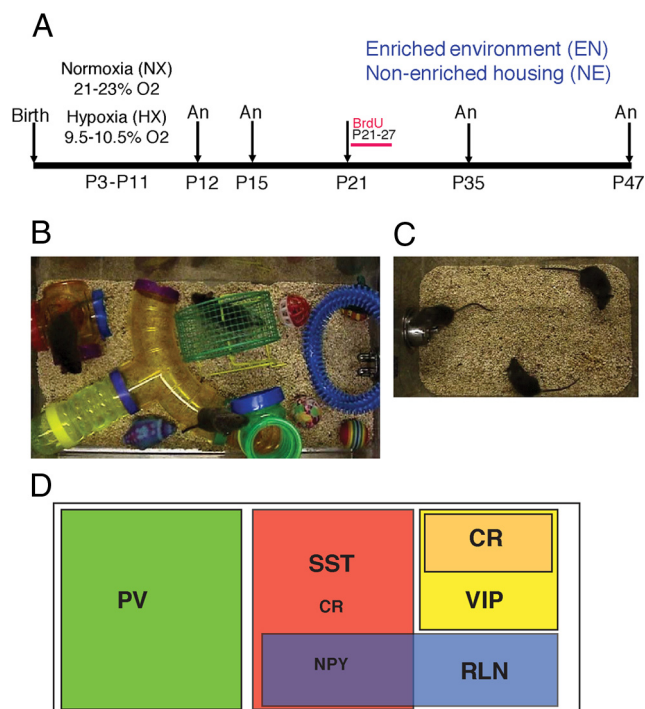 A
Enriched environment (EN)
Non-enriched housing (NE)
Normoxia (NX)
21-23% O2
Birth
Hypoxia (HX)
9.5-10.5% O2
An
An
BrdU
P21-27
An
An
P3-P11
P12
P15
P21
P35
P47
B
C
D
PV
SST
CR
NPY
CR
VIP
RLN